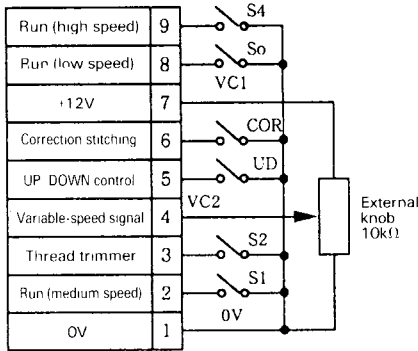 Run (high speed) 9 S4
Run (low speed) 8 So
VC1
+12V 7
Correction stitching 6 COR
UP DOWN control 5 UD
Variable-speed signal 4 VC2
External
knob
10kΩ
Thread trimmer 3 S2
Run (medium speed) 2 S1
0V 1 0V